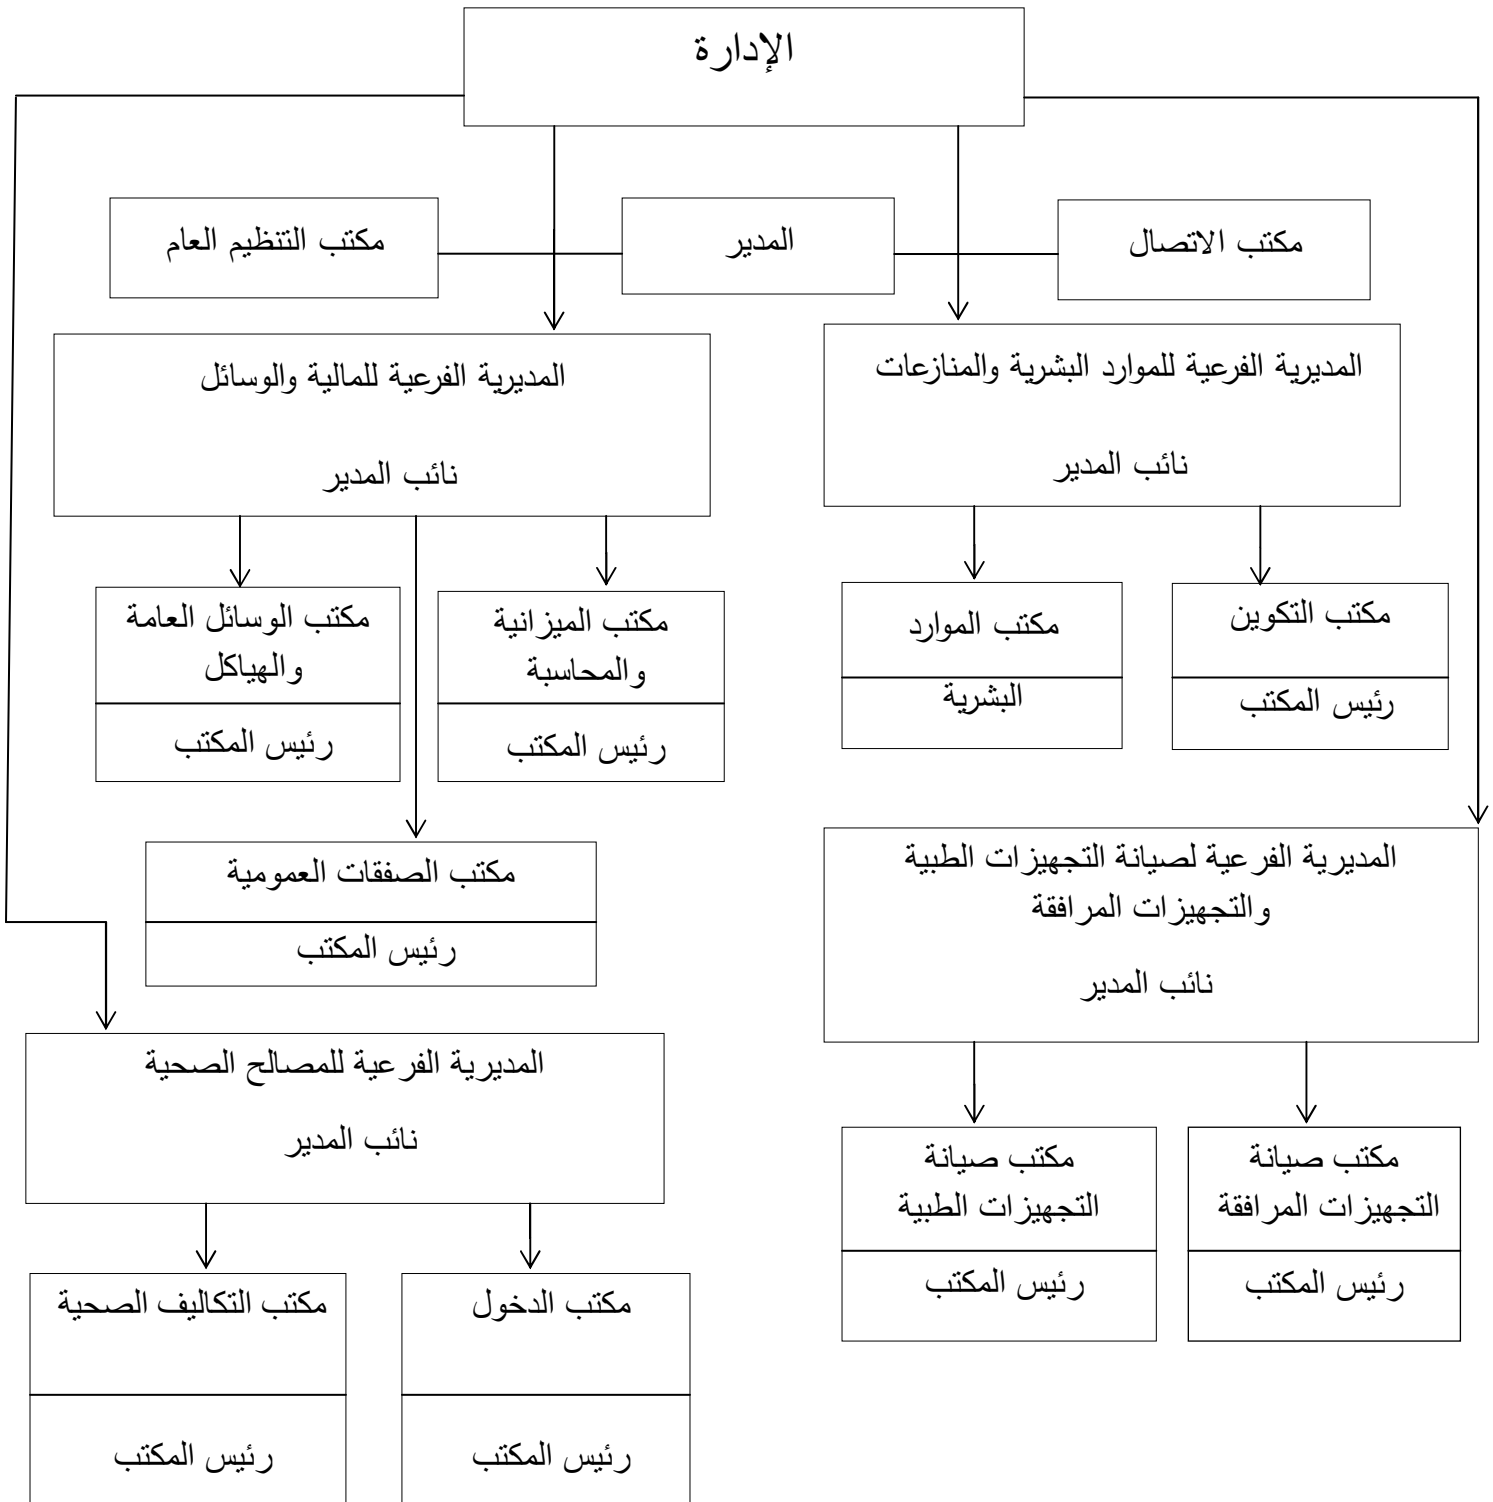 الإدارة
مكتب الاتصال
المدير
مكتب التنظيم العام
المديرية الفرعية للموارد البشرية والمنازعات
نائب المدير
المديرية الفرعية للمالية والوسائل
نائب المدير
مكتب التكوين
رئيس المكتب
مكتب الموارد
البشرية
مكتب الميزانية
والمحاسبة
رئيس المكتب
مكتب الوسائل العامة
والهياكل
رئيس المكتب
مكتب الصفقات العمومية
رئيس المكتب
المديرية الفرعية لصيانة التجهيزات الطبية
والتجهيزات المرافقة
نائب المدير
المديرية الفرعية للمصالح الصحية
نائب المدير
مكتب صيانة
التجهيزات المرافقة
رئيس المكتب
مكتب صيانة
التجهيزات الطبية
رئيس المكتب
مكتب الدخول
رئيس المكتب
مكتب التكاليف الصحية
رئيس المكتب